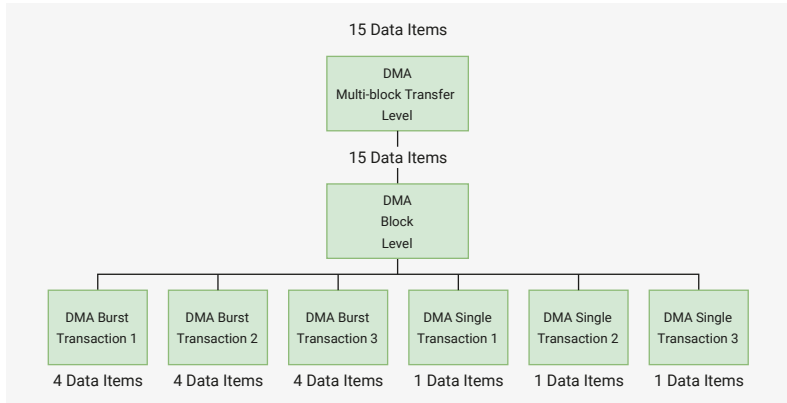 15 Data Items
DMA
Multi-block Transfer
Level
15 Data Items
DMA
Block
Level
DMA Burst
Transaction 1
DMA Burst
Transaction 2
DMA Burst
Transaction 3
DMA Single
Transaction 1
DMA Single
Transaction 2
DMA Single
Transaction 3
4 Data Items
4 Data Items
4 Data Items
1 Data Items
1 Data Items
1 Data Items